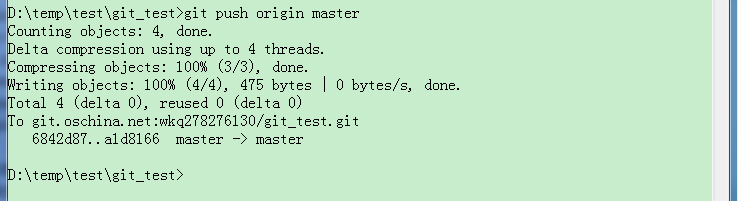 D:\temp\test\git_test>git push origin master
Counting objects: 4, done.
Delta compression using up to 4 threads.
Compressing objects: 100% (3/3), done.
Writing objects: 100% (4/4), 475 bytes | 0 bytes/s, done.
Total 4 (delta 0), reused 0 (delta 0)
To git.oschina.net:wkq278276130/git_test.git
   6842d87..a1d8166  master -> master
D:\temp\test\git_test>